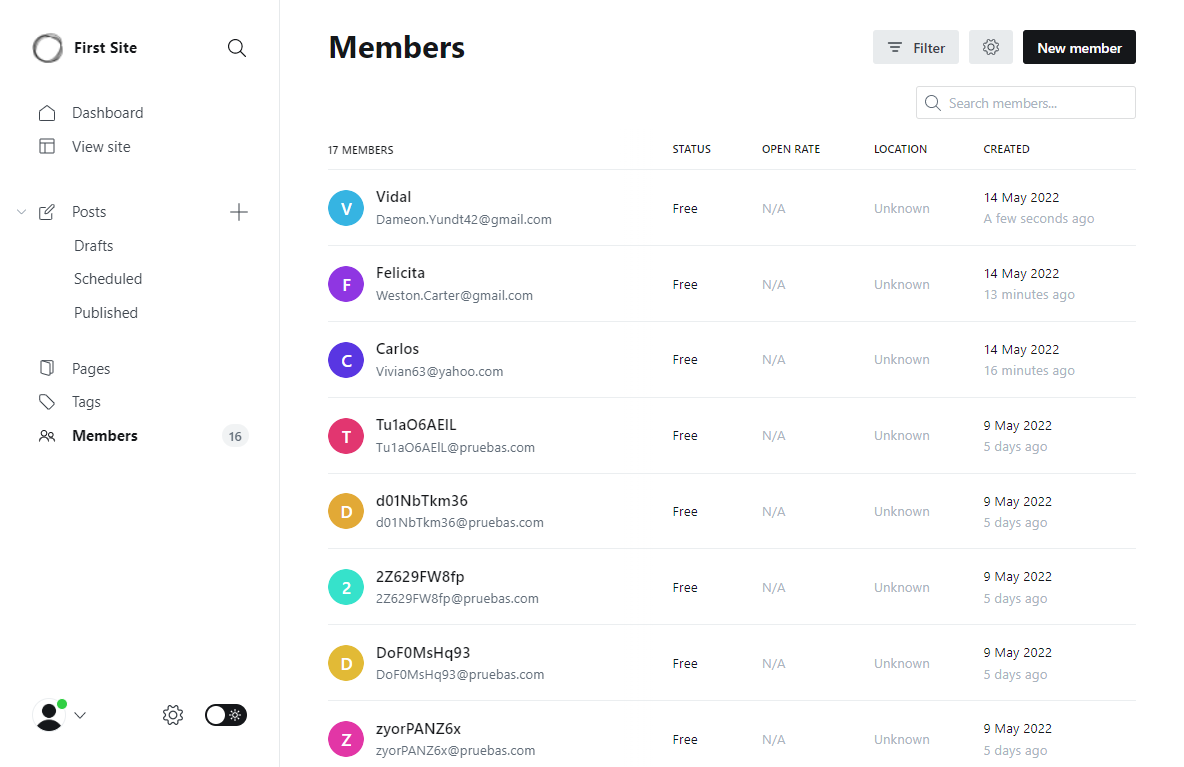 First Site
Dashboard
View site
Posts
Drafts
Scheduled
Published
Pages
Tags
Members 16
Members
Filter
New member
Search members...
17 MEMBERS STATUS OPEN RATE LOCATION CREATED
V Vidal
Dameon.Yundt42@gmail.com
Free N/A Unknown
14 May 2022
A few seconds ago
F Felicita
Weston.Carter@gmail.com
Free N/A Unknown
14 May 2022
13 minutes ago
C Carlos
Vivian63@yahoo.com
Free N/A Unknown
14 May 2022
16 minutes ago
T Tu1aO6AElL
Tu1aO6AElL@pruebas.com
Free N/A Unknown
9 May 2022
5 days ago
D d01NbTkm36
d01NbTkm36@pruebas.com
Free N/A Unknown
9 May 2022
5 days ago
2 2Z629FW8fp
2Z629FW8fp@pruebas.com
Free N/A Unknown
9 May 2022
5 days ago
D DoF0MsHq93
DoF0MsHq93@pruebas.com
Free N/A Unknown
9 May 2022
5 days ago
Z zyorPANZ6x
zyorPANZ6x@pruebas.com
Free N/A Unknown
9 May 2022
5 days ago